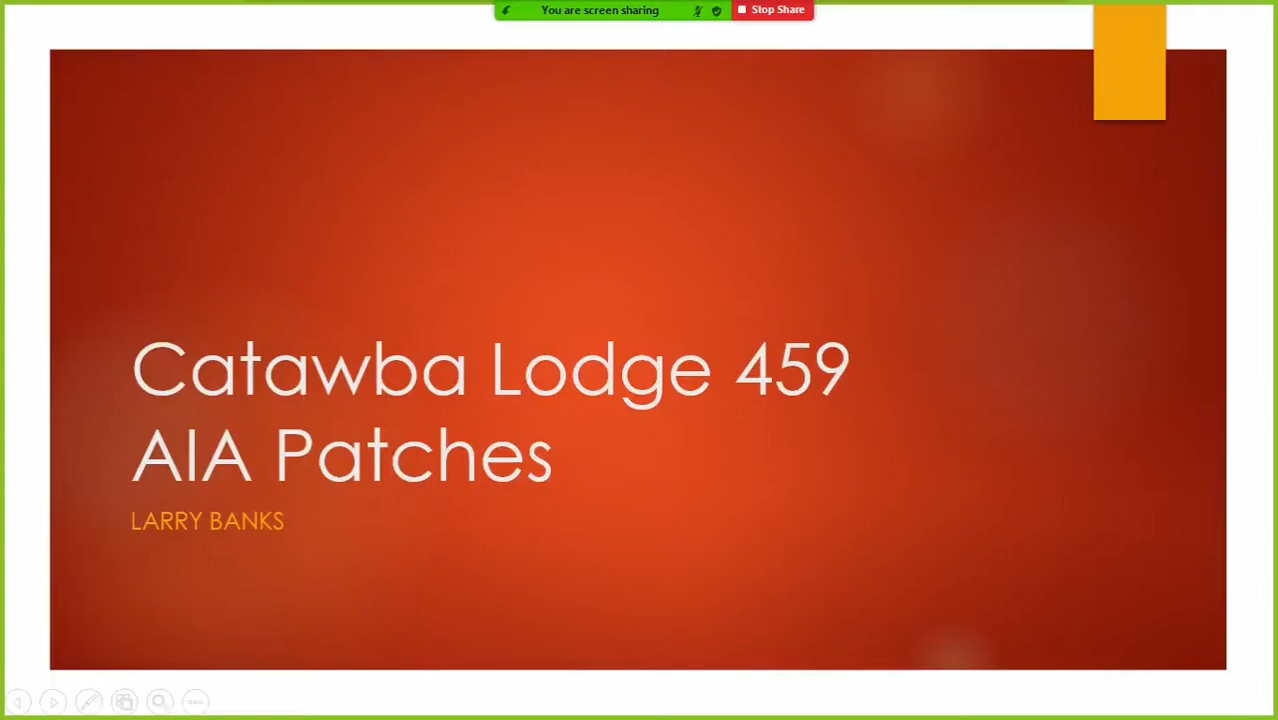 You are screen sharing
Stop Share
Catawba Lodge 459
AIA Patches
LARRY BANKS